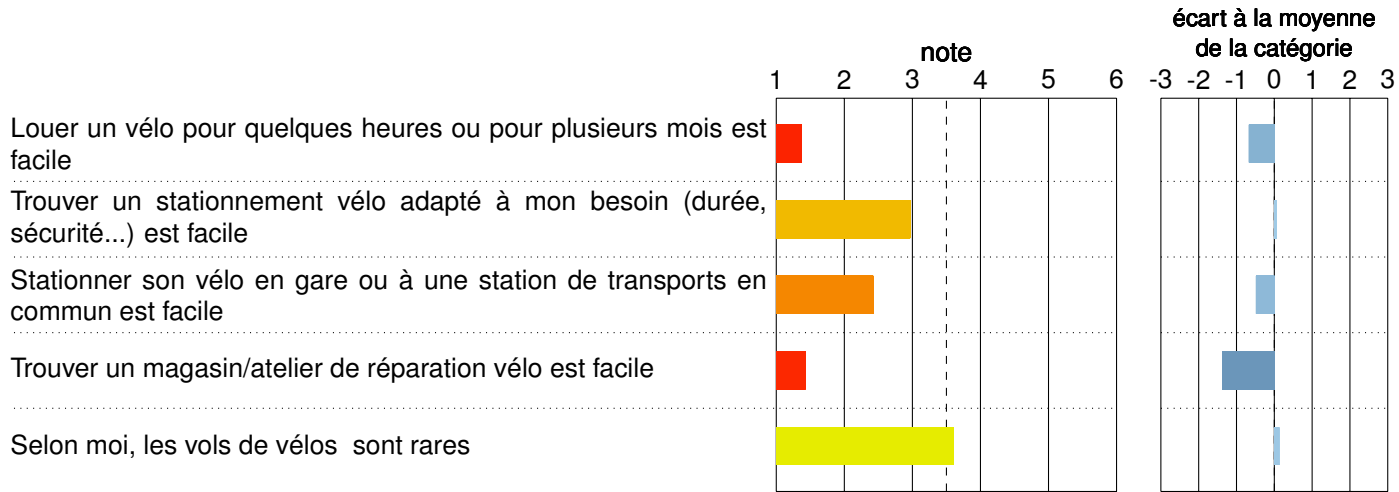 écart à la moyenne
note
de la catégorie
1 2 3 4 5 6
-3 -2 -1 0 1 2 3
Louer un vélo pour quelques heures ou pour plusieurs mois est
facile
Trouver un stationnement vélo adapté à mon besoin (durée,
sécurité...) est facile
Stationner son vélo en gare ou à une station de transports en
commun est facile
Trouver un magasin/atelier de réparation vélo est facile
Selon moi, les vols de vélos sont rares